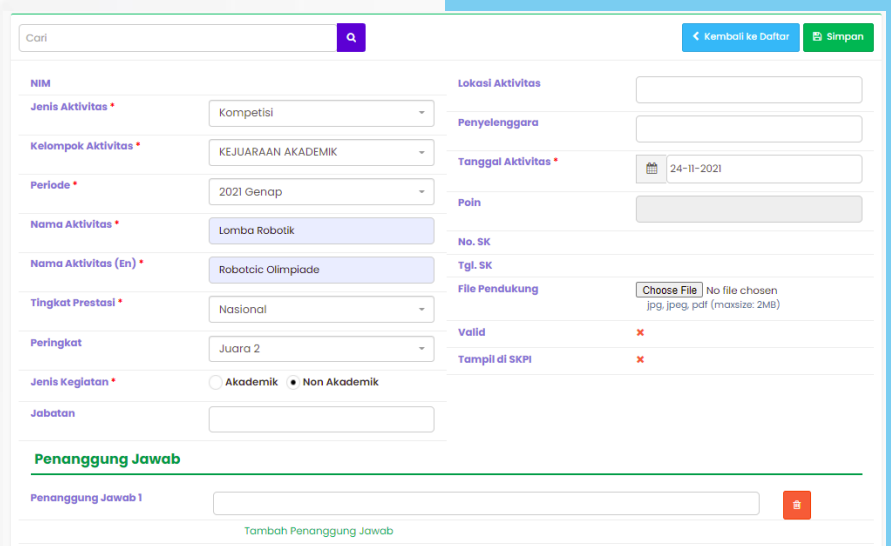 Cari
Kembali ke Daftar
Simpan
NIM
Jenis Aktivitas *
Kompetisi
Kelompok Aktivitas *
KEJUARAAN AKADEMIK
Periode *
2021 Genap
Nama Aktivitas *
Lomba Robotik
Nama Aktivitas (En) *
Robotcic Olimpiade
Tingkat Prestasi *
Nasional
Peringkat
Juara 2
Jenis Kegiatan *
Akademik Non Akademik
Jabatan
Lokasi Aktivitas
Penyelenggara
Tanggal Aktivitas *
24-11-2021
Poin
No. SK
Tgl. SK
File Pendukung
Choose File No file chosen
jpg, jpeg, pdf (maxsize: 2MB)
Valid
Tampil di SKPI
Penanggung Jawab
Penanggung Jawab 1
Tambah Penanggung Jawab